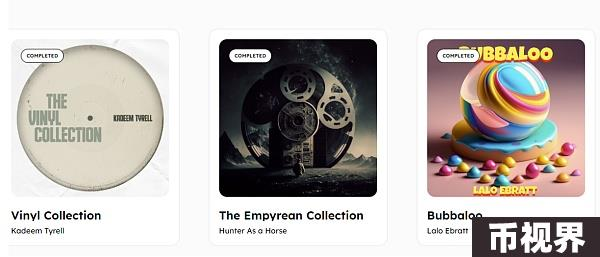 COMPLETED
THE
VINYL
COLLECTION
KADEEM TYRELL
Vinyl Collection
Kadeem Tyrell
COMPLETED
The Empyrean Collection
Hunter As a Horse
COMPLETED
BUBBALOO
LALO EBRATT
Bubbaloo
Lalo Ebratt
币视界